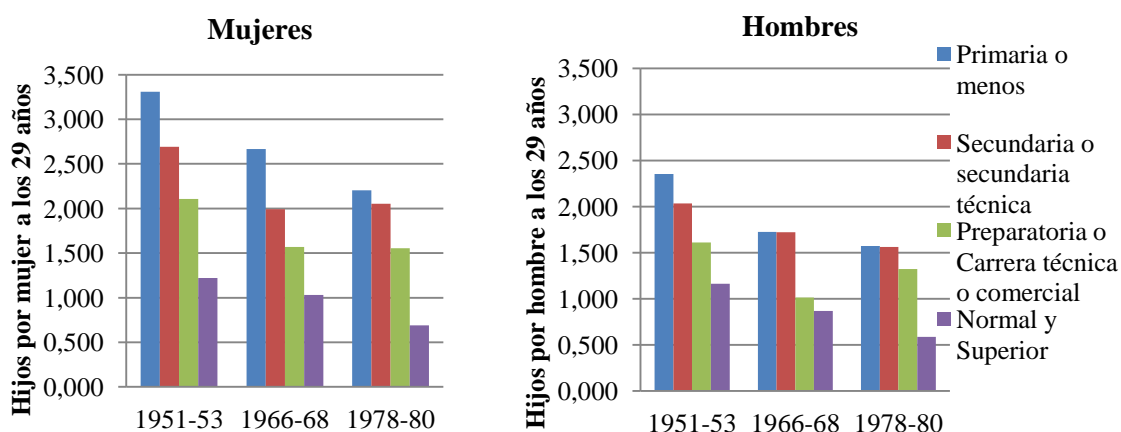 Mujeres
Hijos por mujer a los 29 años
3,500
3,000
2,500
2,000
1,500
1,000
0,500
0,000
1951-53 1966-68 1978-80
Hombres
Hijos por hombre a los 29 años
3,500
3,000
2,500
2,000
1,500
1,000
0,500
0,000
1951-53 1966-68 1978-80
Primaria o
menos
Secundaria o
secundaria
técnica
Preparatoria o
Carrera técnica
o comercial
Normal y
Superior